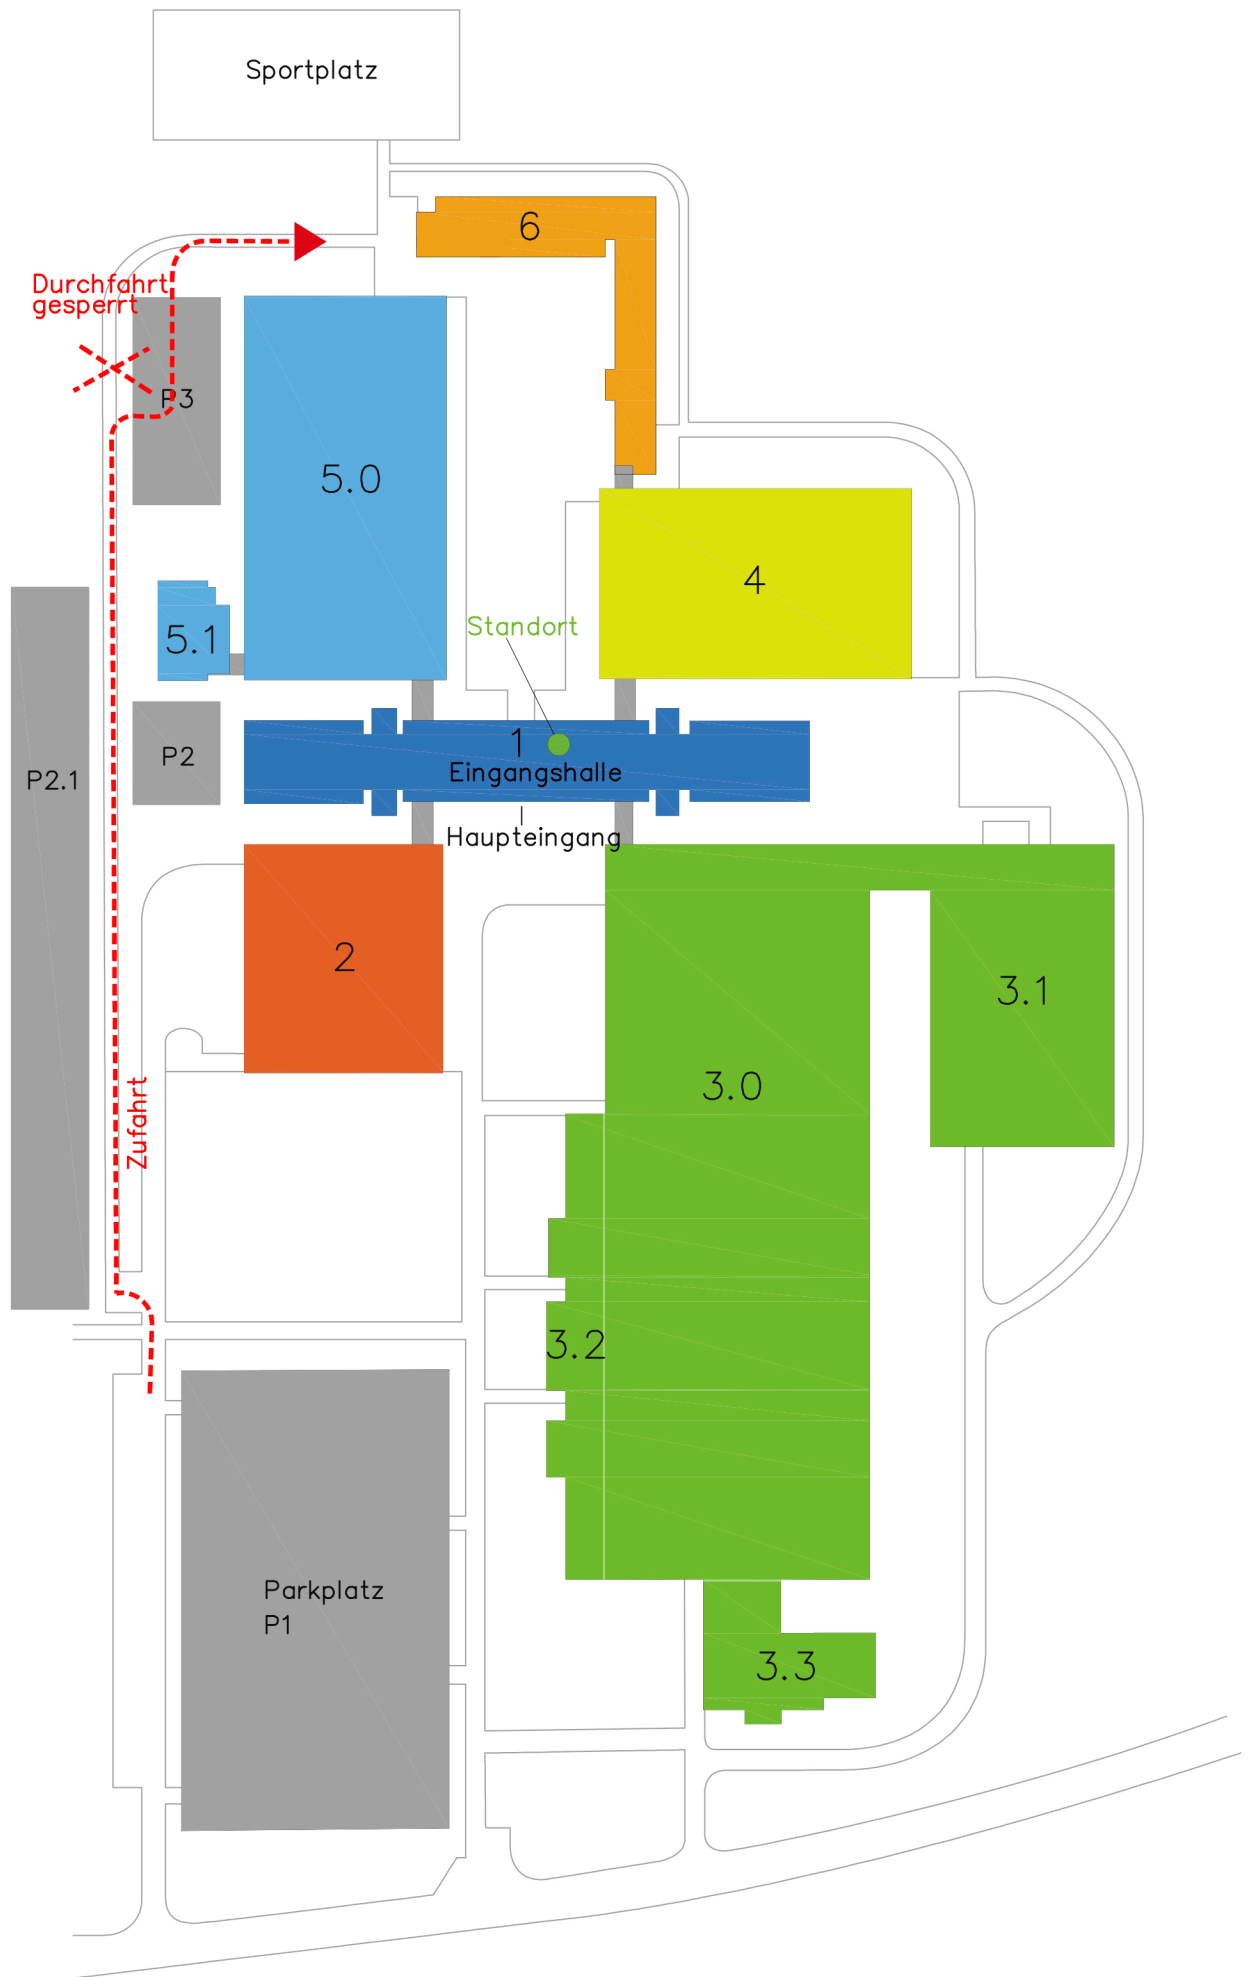 Sportplatz
6
Durchfahrt
gesperrt
P3
5.0
4
Standort
5.1
1
Eingangshalle
P2
P2.1
Haupteingang
2
3.1
3.0
Zufahrt
3.2
Parkplatz
P1
3.3